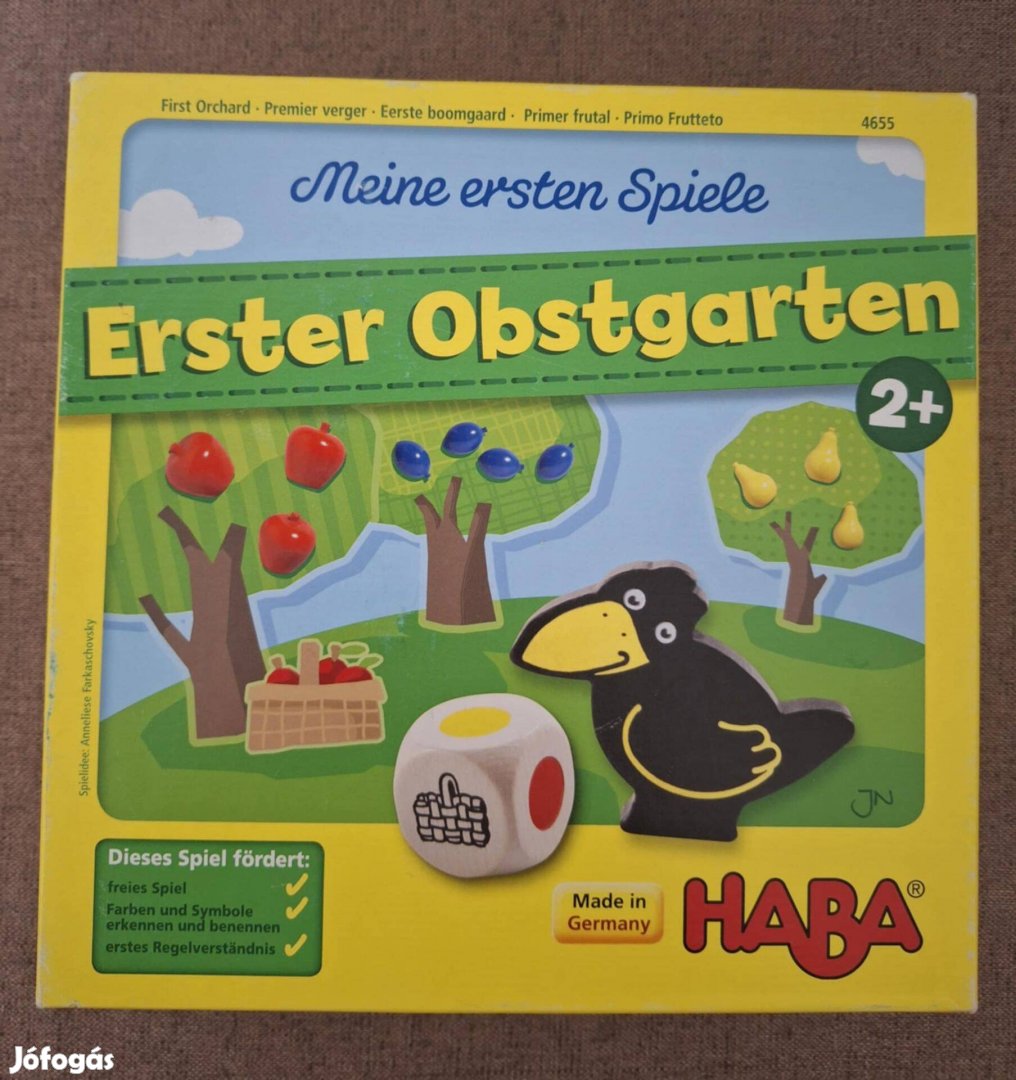 First Orchard · Premier verger · Eerste boomgaard · Primer frutal · Primo Frutteto
4655
Meine ersten Spiele
Erster Obstgarten
2+
Spielidee: Anneliese Farkaschovsky
JN
Dieses Spiel fördert:
freies Spiel
Farben und Symbole
erkennen und benennen
erstes Regelverständnis
Made in
Germany
HABA®
Jófogás